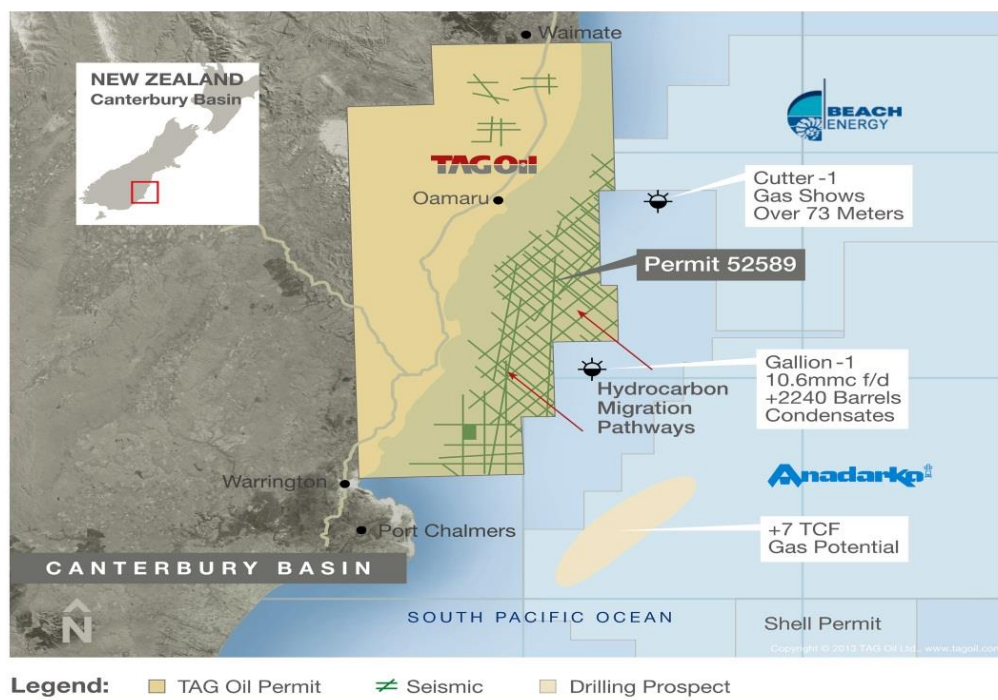 Waimate
NEW ZEALAND
Canterbury Basin
TAG Oil
Oamaru
BEACH
ENERGY
Cutter -1
Gas Shows
Over 73 Meters
Permit 52589
Gallion -1
10.6mmc f/d
+2240 Barrels
Condensates
Hydrocarbon
Migration
Pathways
Anadarko
Warrington
Port Chalmers
+7 TCF
Gas Potential
CANTERBURY BASIN
N
SOUTH PACIFIC OCEAN
Shell Permit
Copyright © 2013 TAG Oil Ltd., www.tagoil.com
Legend: TAG Oil Permit Seismic Drilling Prospect